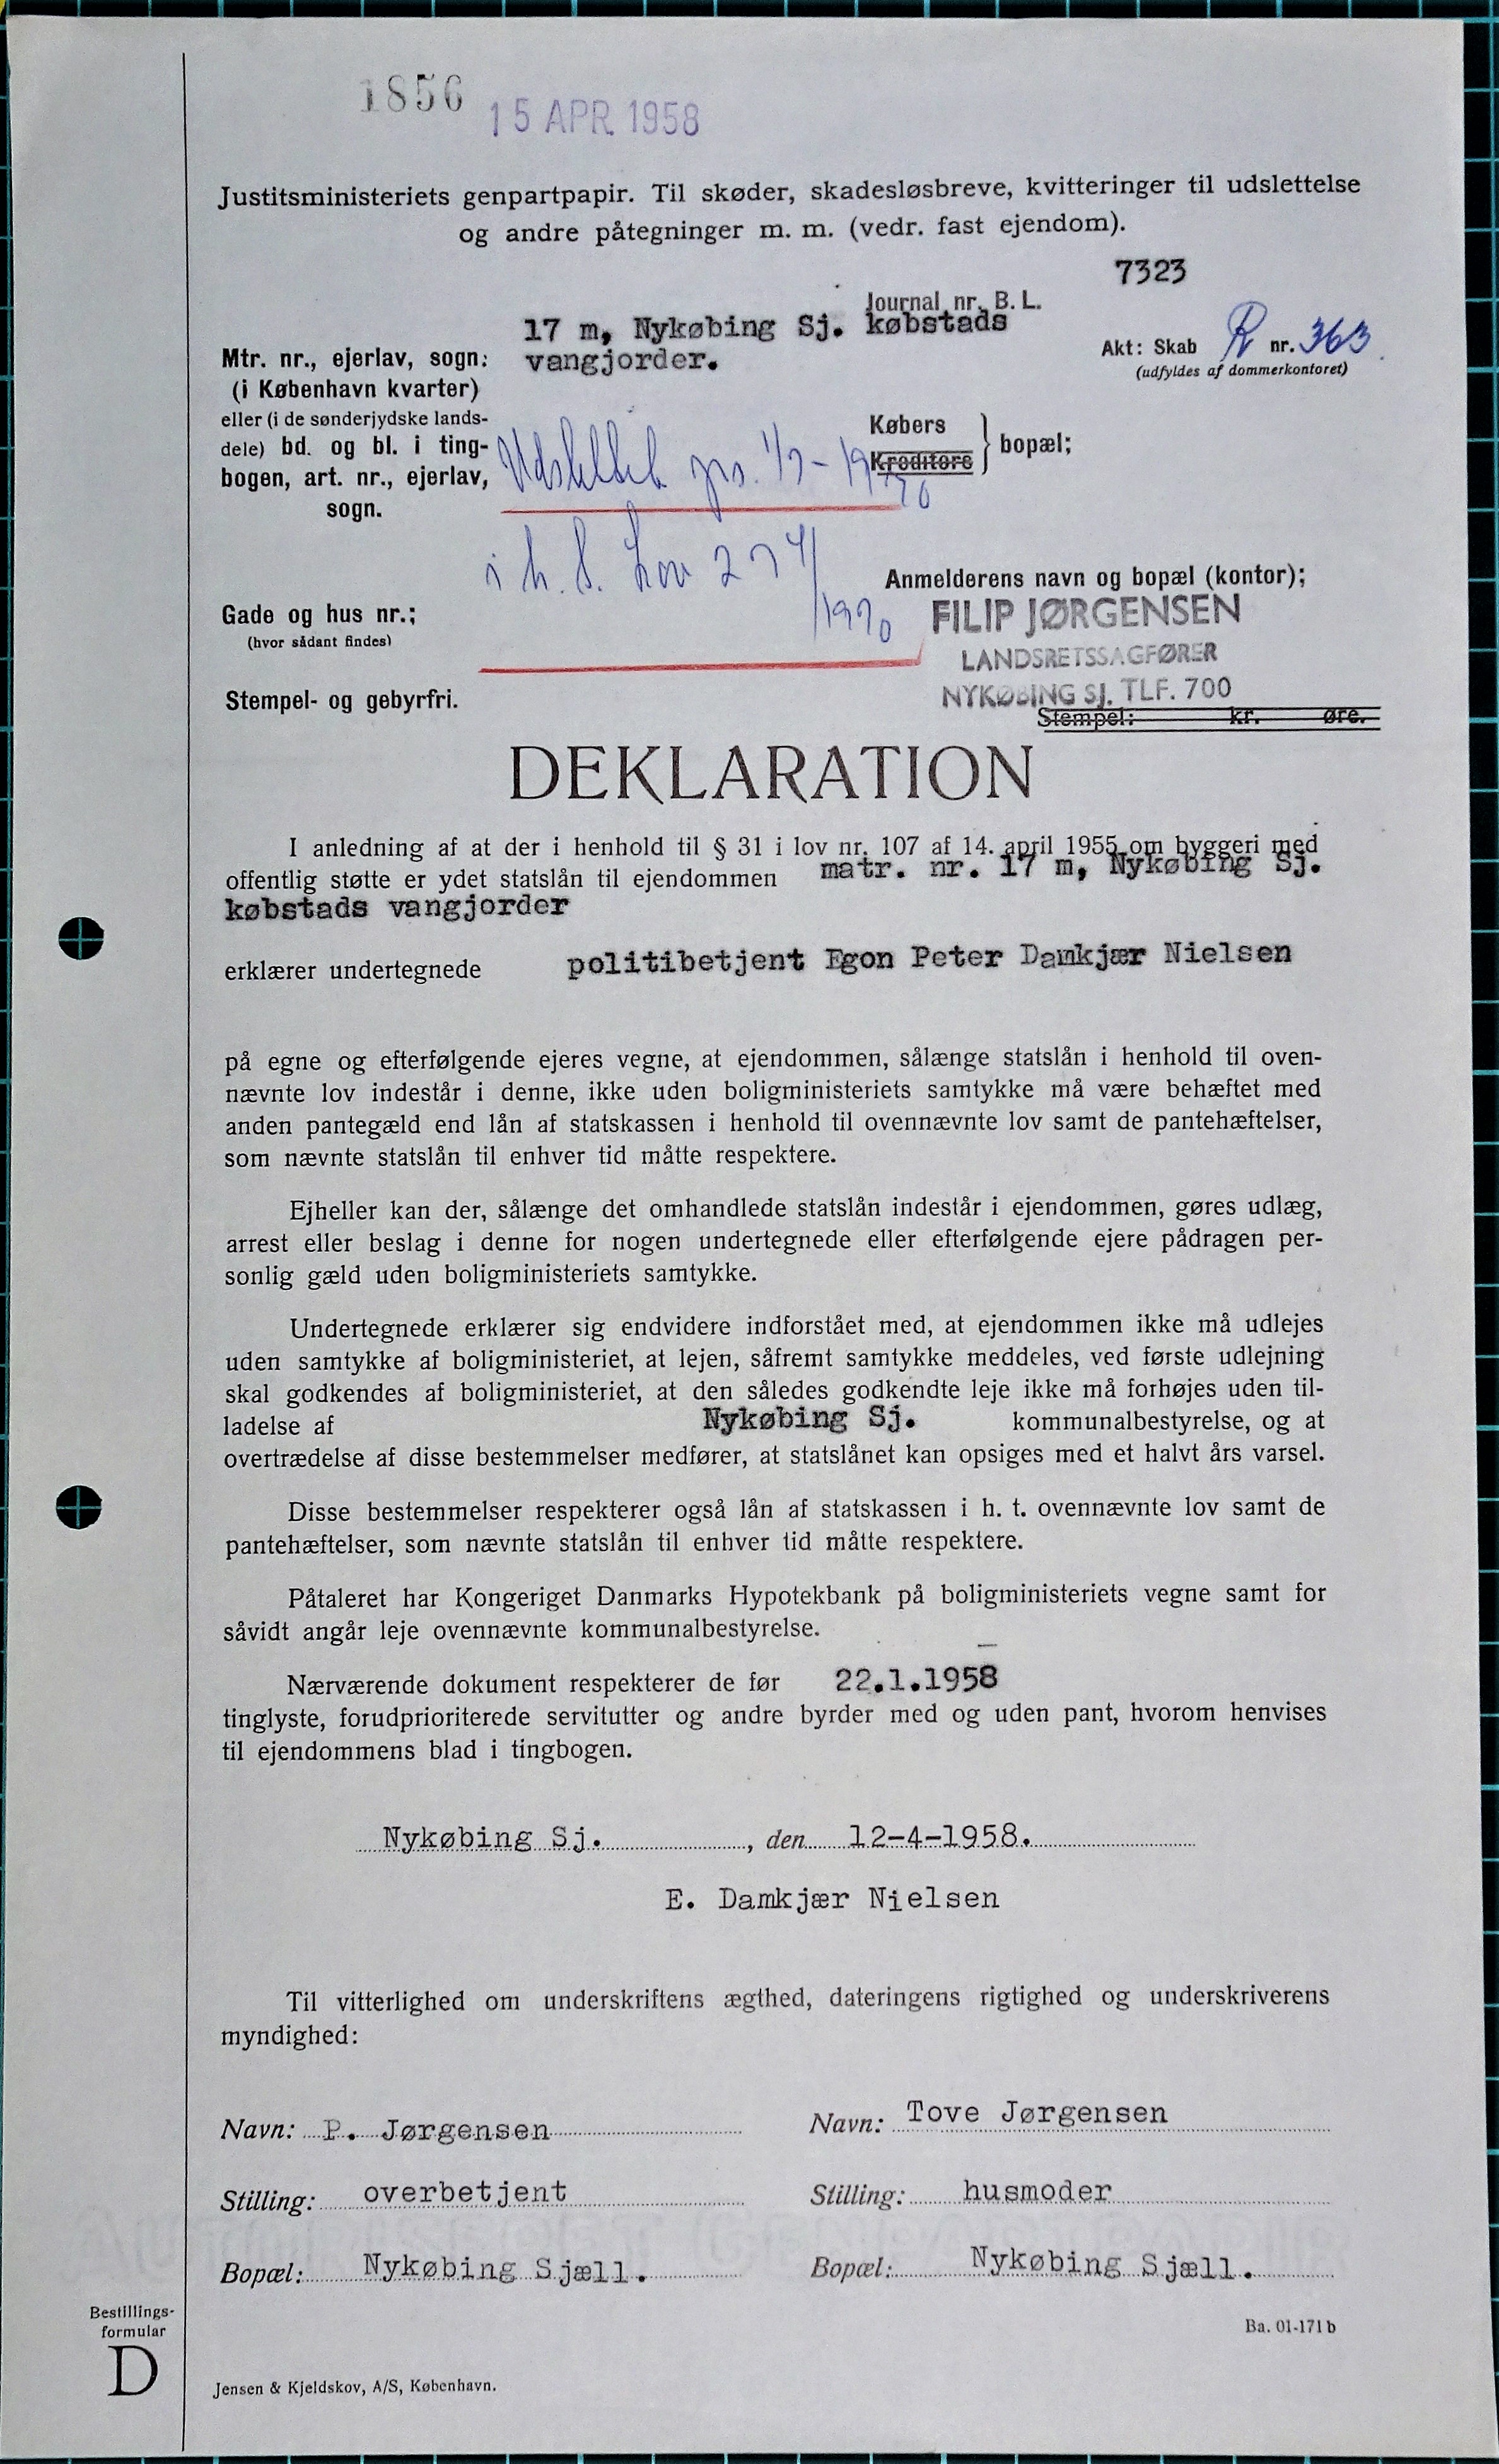 1856 15 APR. 1958
Justitsministeriets genpartpapir. Til skøder, skadesløsbreve, kvitteringer til udslettelse
og andre påtegninger m. m. (vedr. fast ejendom).
7323
Journal nr. B. L.
17 m, Nykøbing Sj. købstads
Mtr. nr., ejerlav, sogn: vangjorder.
Akt: Skab R nr. 363
(udfyldes af dommerkontoret)
(i København kvarter)
eller (i de sønderjydske lands-
dele) bd. og bl. i ting-
bogen, art. nr., ejerlav,
sogn.
Købers
Kreditors
bopæl;
Udslettet 1/7-1970
i h. t. Lov 274/1970
Anmelderens navn og bopæl (kontor);
Gade og hus nr.;
(hvor sådant findes)
FILIP JØRGENSEN
LANDSRETSSAGFØRER
NYKØBING SJ. TLF. 700
Stempel- og gebyrfri.
Stempel: kr. øre.
DEKLARATION
I anledning af at der i henhold til § 31 i lov nr. 107 af 14. april 1955 om byggeri med
offentlig støtte er ydet statslån til ejendommen matr. nr. 17 m, Nykøbing Sj.
købstads vangjorder
erklærer undertegnede politibetjent Egon Peter Damkjær Nielsen
på egne og efterfølgende ejeres vegne, at ejendommen, sålænge statslån i henhold til oven-
nævnte lov indestår i denne, ikke uden boligministeriets samtykke må være behæftet med
anden pantegæld end lån af statskassen i henhold til ovennævnte lov samt de pantehæftelser,
som nævnte statslån til enhver tid måtte respektere.
Ejheller kan der, sålænge det omhandlede statslån indestår i ejendommen, gøres udlæg,
arrest eller beslag i denne for nogen undertegnede eller efterfølgende ejere pådragen per-
sonlig gæld uden boligministeriets samtykke.
Undertegnede erklærer sig endvidere indforstået med, at ejendommen ikke må udlejes
uden samtykke af boligministeriet, at lejen, såfremt samtykke meddeles, ved første udlejning
skal godkendes af boligministeriet, at den således godkendte leje ikke må forhøjes uden til-
ladelse af Nykøbing Sj. kommunalbestyrelse, og at
overtrædelse af disse bestemmelser medfører, at statslånet kan opsiges med et halvt års varsel.
Disse bestemmelser respekterer også lån af statskassen i h. t. ovennævnte lov samt de
pantehæftelser, som nævnte statslån til enhver tid måtte respektere.
Påtaleret har Kongeriget Danmarks Hypotekbank på boligministeriets vegne samt for
såvidt angår leje ovennævnte kommunalbestyrelse.
Nærværende dokument respekterer de før 22.1.1958
tinglyste, forudprioriterede servitutter og andre byrder med og uden pant, hvorom henvises
til ejendommens blad i tingbogen.
Nykøbing Sj., den 12-4-1958.
E. Damkjær Nielsen
Til vitterlighed om underskriftens ægthed, dateringens rigtighed og underskriverens
myndighed:
Navn: P. Jørgensen Navn: Tove Jørgensen
Stilling: overbetjent Stilling: husmoder
Bopæl: Nykøbing Sjæll. Bopæl: Nykøbing Sjæll.
Bestillings-
formular
D
Ba. 01-171 b
Jensen & Kjeldskov, A/S, København.